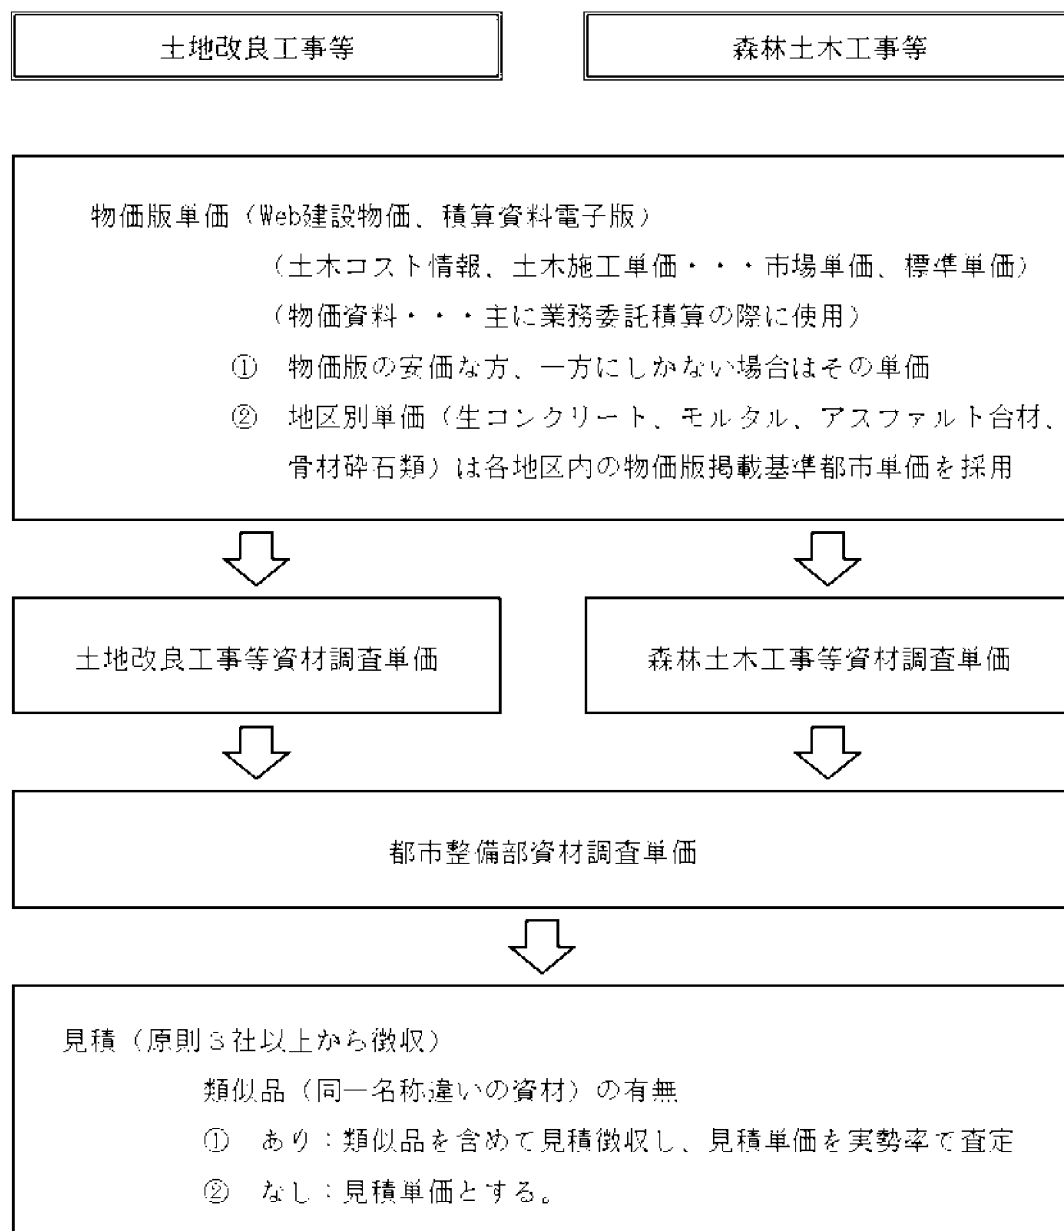 土地改良工事等
森林土木工事等
物価版単価（Web建設物価、積算資料電子版）
（土木コスト情報、土木施工単価・・・市場単価、標準単価）
（物価資料・・・主に業務委託積算の際に使用）
① 物価版の安価な方、一方にしかない場合はその単価
② 地区別単価（生コンクリート、モルタル、アスファルト合材、
骨材砕石類）は各地区内の物価版掲載基準都市単価を採用
土地改良工事等資材調査単価
森林土木工事等資材調査単価
都市整備部資材調査単価
見積（原則３社以上から徴収）
類似品（同一名称違いの資材）の有無
① あり：類似品を含めて見積徴収し、見積単価を実勢率で査定
② なし：見積単価とする。